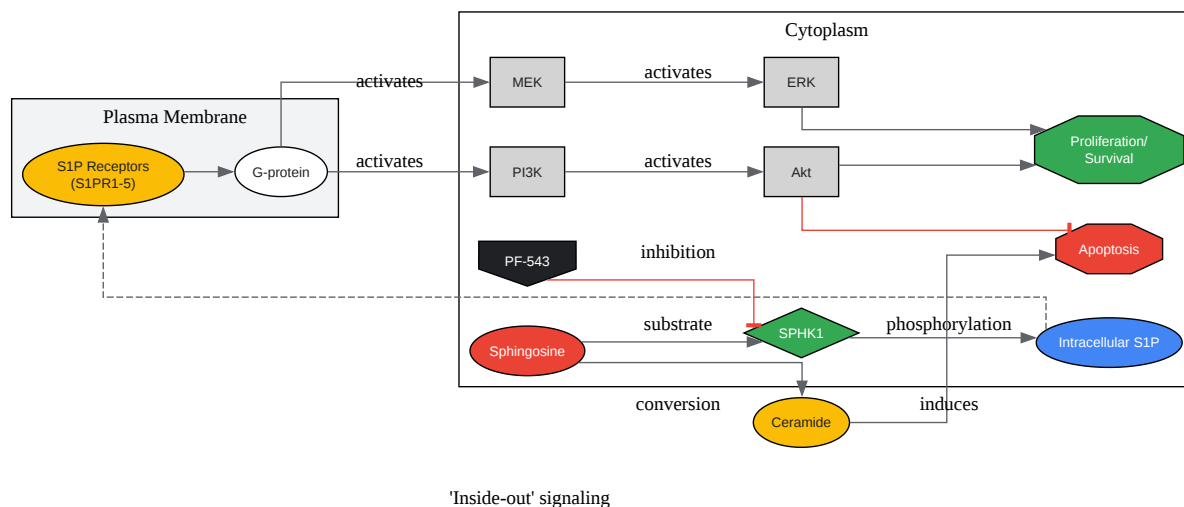 Cytoplasm
MEK
activates
ERK
activates
Plasma Membrane
S1P Receptors
(S1PR1-5)
G-protein
activates
PI3K
activates
Akt
Proliferation/
Survival
PF-543
inhibition
Apoptosis
Sphingosine
substrate
SPHK1
phosphorylation
Intracellular S1P
conversion
Ceramide
induces
'Inside-out' signaling